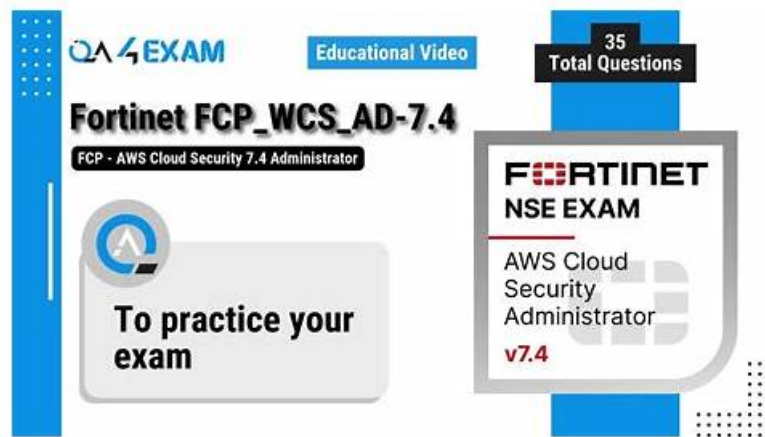 QA4EXAM
Educational Video
35
Total Questions
Fortinet FCP_WCS_AD-7.4
FCP - AWS Cloud Security 7.4 Administrator
To practice your
exam
FORTINET
NSE EXAM
AWS Cloud
Security
Administrator
v7.4